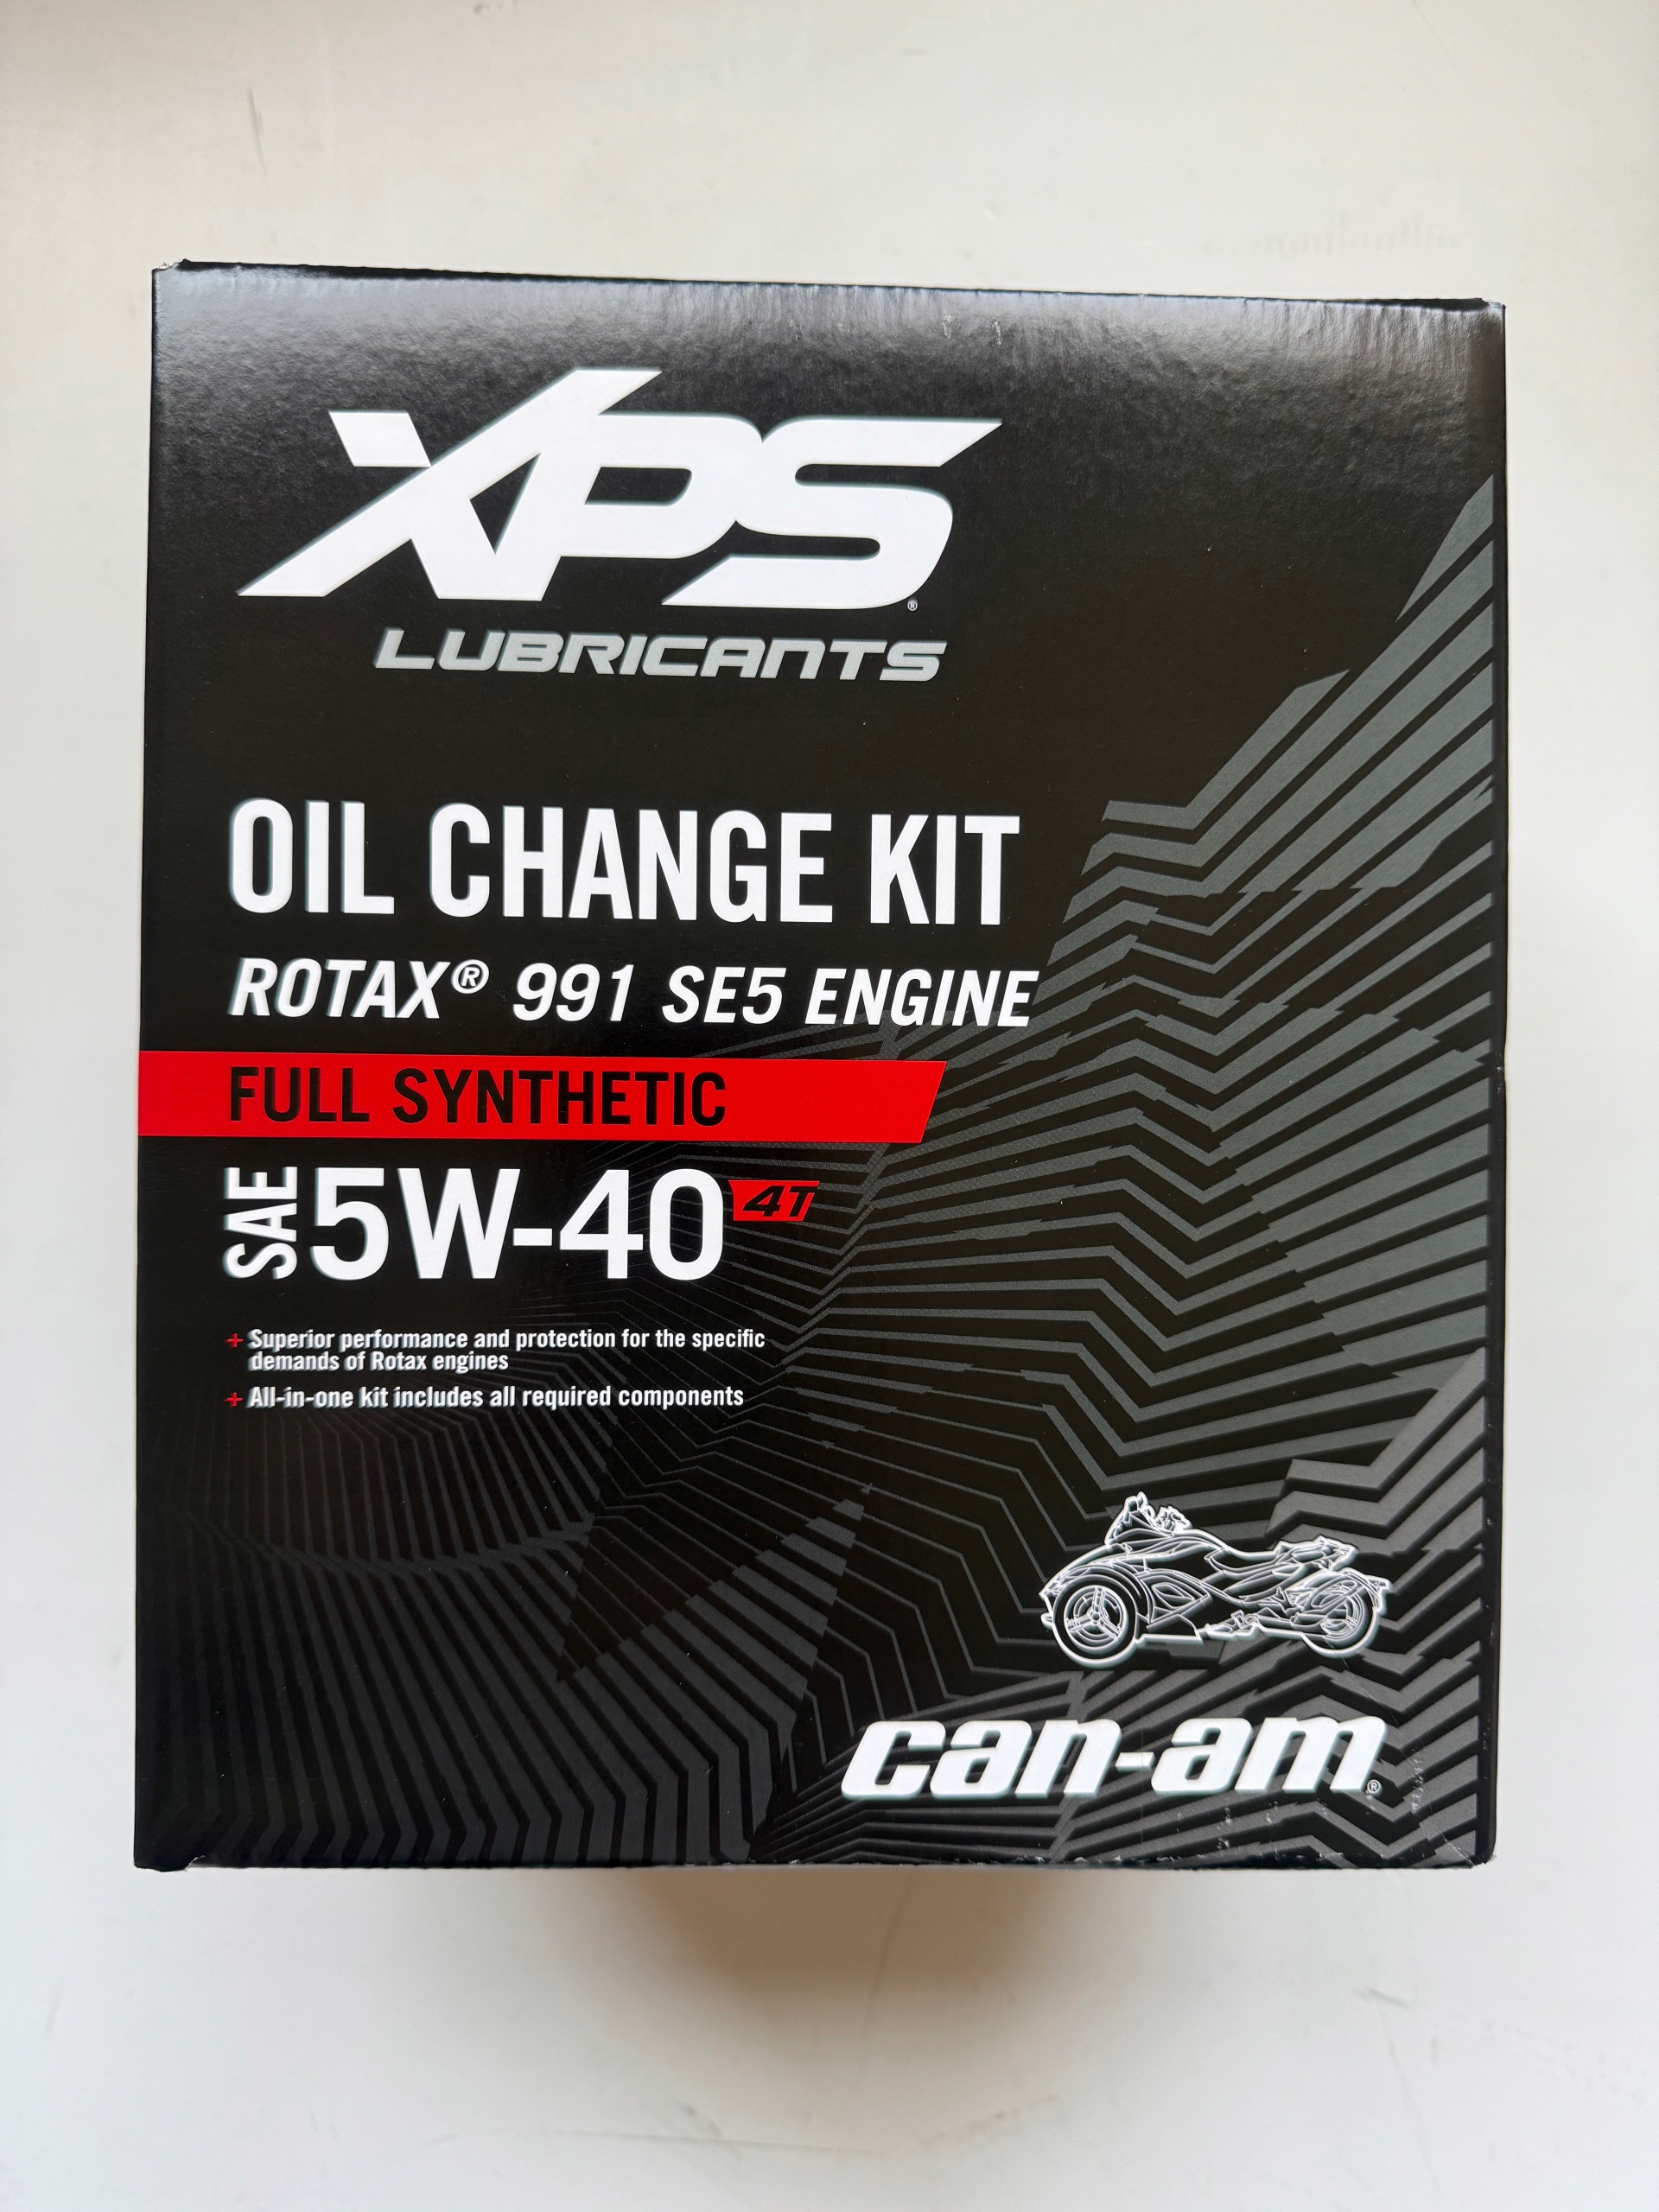 XPS®
LUBRICANTS
OIL CHANGE KIT
ROTAX® 991 SE5 ENGINE
FULL SYNTHETIC
SAE 5W-40 4T
+ Superior performance and protection for the specific
demands of Rotax engines
+ All-in-one kit includes all required components
can-am®